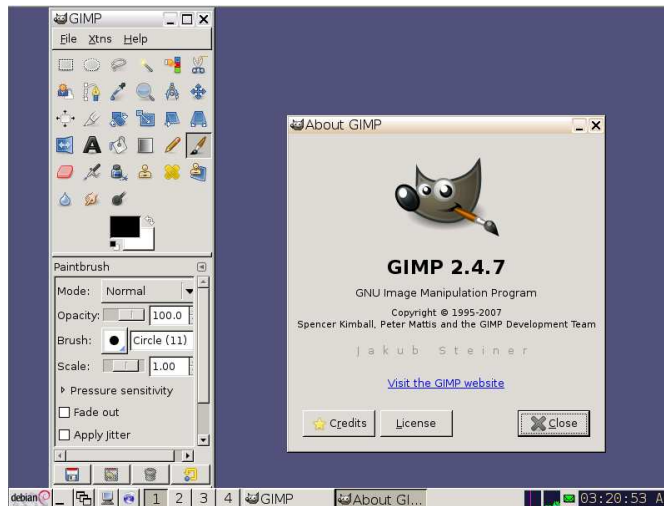 GIMP
File Xtns Help
Paintbrush
Mode: Normal
Opacity: 100.0
Brush: Circle (11)
Scale: 1.00
Pressure sensitivity
Fade out
Apply Jitter
About GIMP
GIMP 2.4.7
GNU Image Manipulation Program
Copyright © 1995-2007
Spencer Kimball, Peter Mattis and the GIMP Development Team
Jakub Steiner
Visit the GIMP website
Credits License Close
debian 1 2 3 4 GIMP About GI... 03:20:53 A